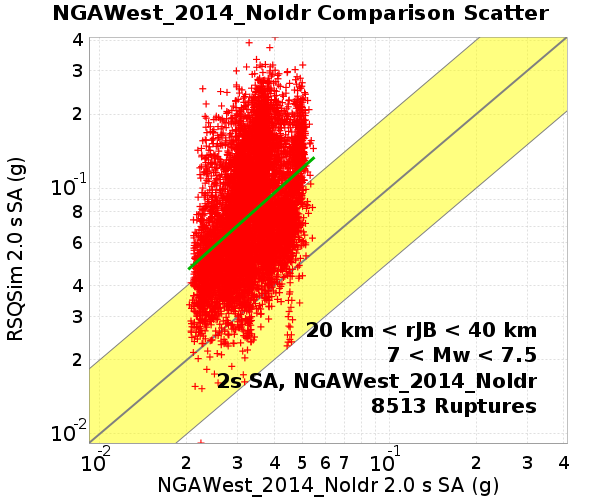 NGAWest_2014_NoIdr Comparison Scatter
RSQSim 2.0 s SA (g)
4
3
2
10-1
8
6
4
3
2
10-2
20 km < rJB < 40 km
7 < Mw < 7.5
2s SA, NGAWest_2014_NoIdr
8513 Ruptures
10-2 2 3 4 5 6 7 10-1 2 3 4
NGAWest_2014_NoIdr 2.0 s SA (g)